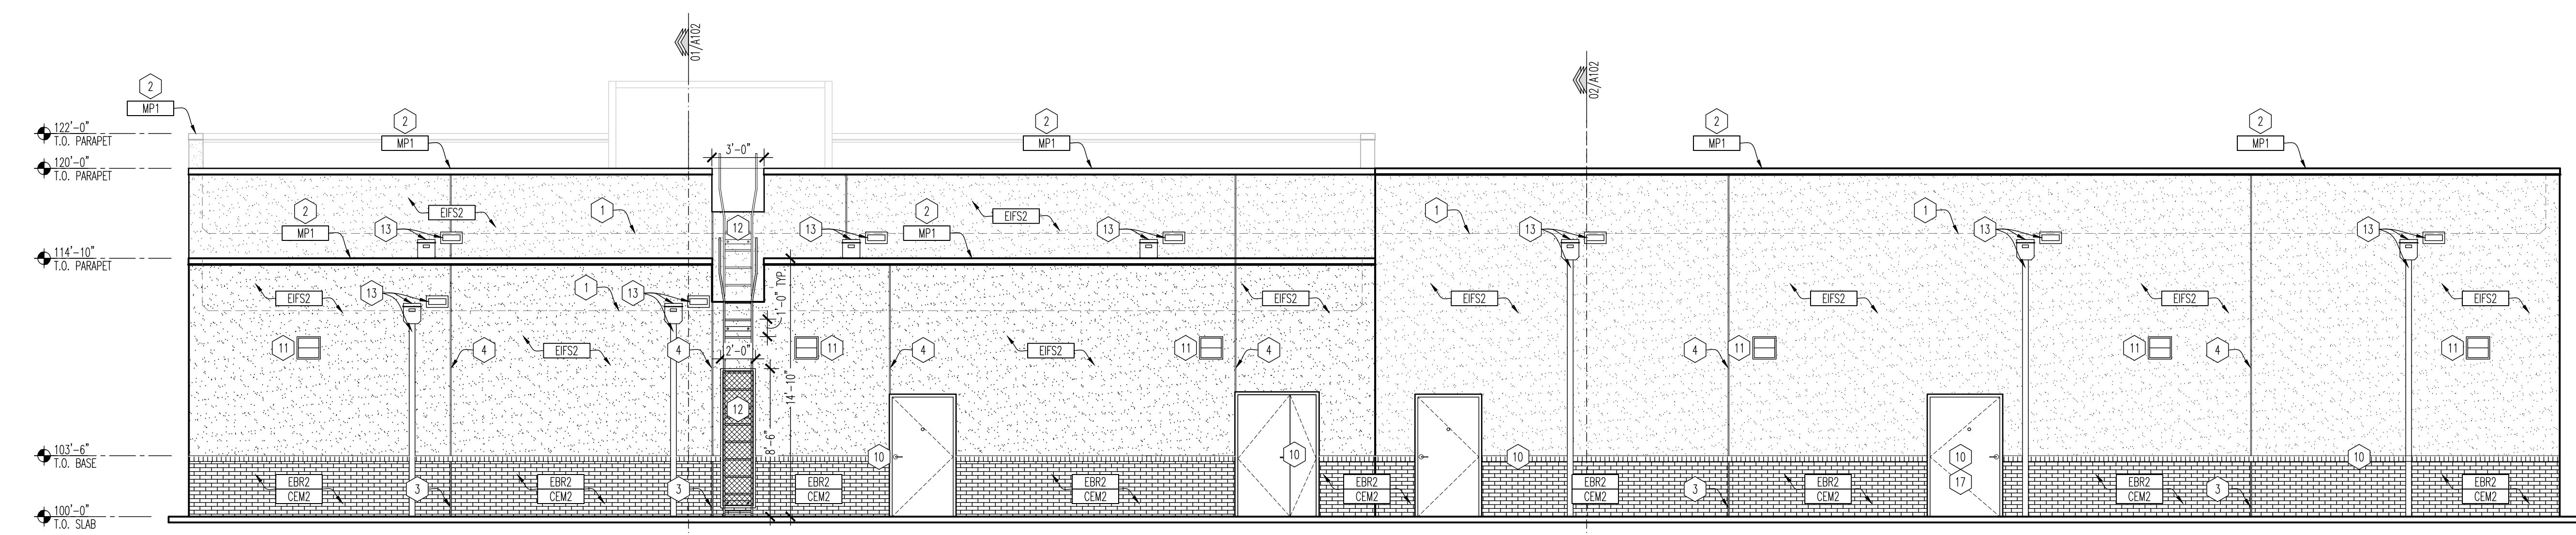 01/A102
02/A102
2
MP1
2
MP1
2
MP1
2
MP1
2
MP1
122'-0"
T.O. PARAPET
120'-0"
T.O. PARAPET
3'-0"
2
MP1
13
EIFS2
1
12
13
2
MP1
EIFS2
13
1
13
1
13
13
114'-10"
T.O. PARAPET
EIFS2
13
1
13
1'-0" TYP.
EIFS2
EIFS2
EIFS2
EIFS2
EIFS2
11
4
EIFS2
4
2'-0"
11
4
EIFS2
11
4
4
11
11
4
11
12
8'-6"
14'-10"
103'-6"
T.O. BASE
10
10
10
10
17
10
EBR2
CEM2
3
EBR2
CEM2
3
EBR2
CEM2
EBR2
CEM2
EBR2
CEM2
EBR2
CEM2
3
EBR2
CEM2
EBR2
CEM2
3
EBR2
CEM2
100'-0"
T.O. SLAB